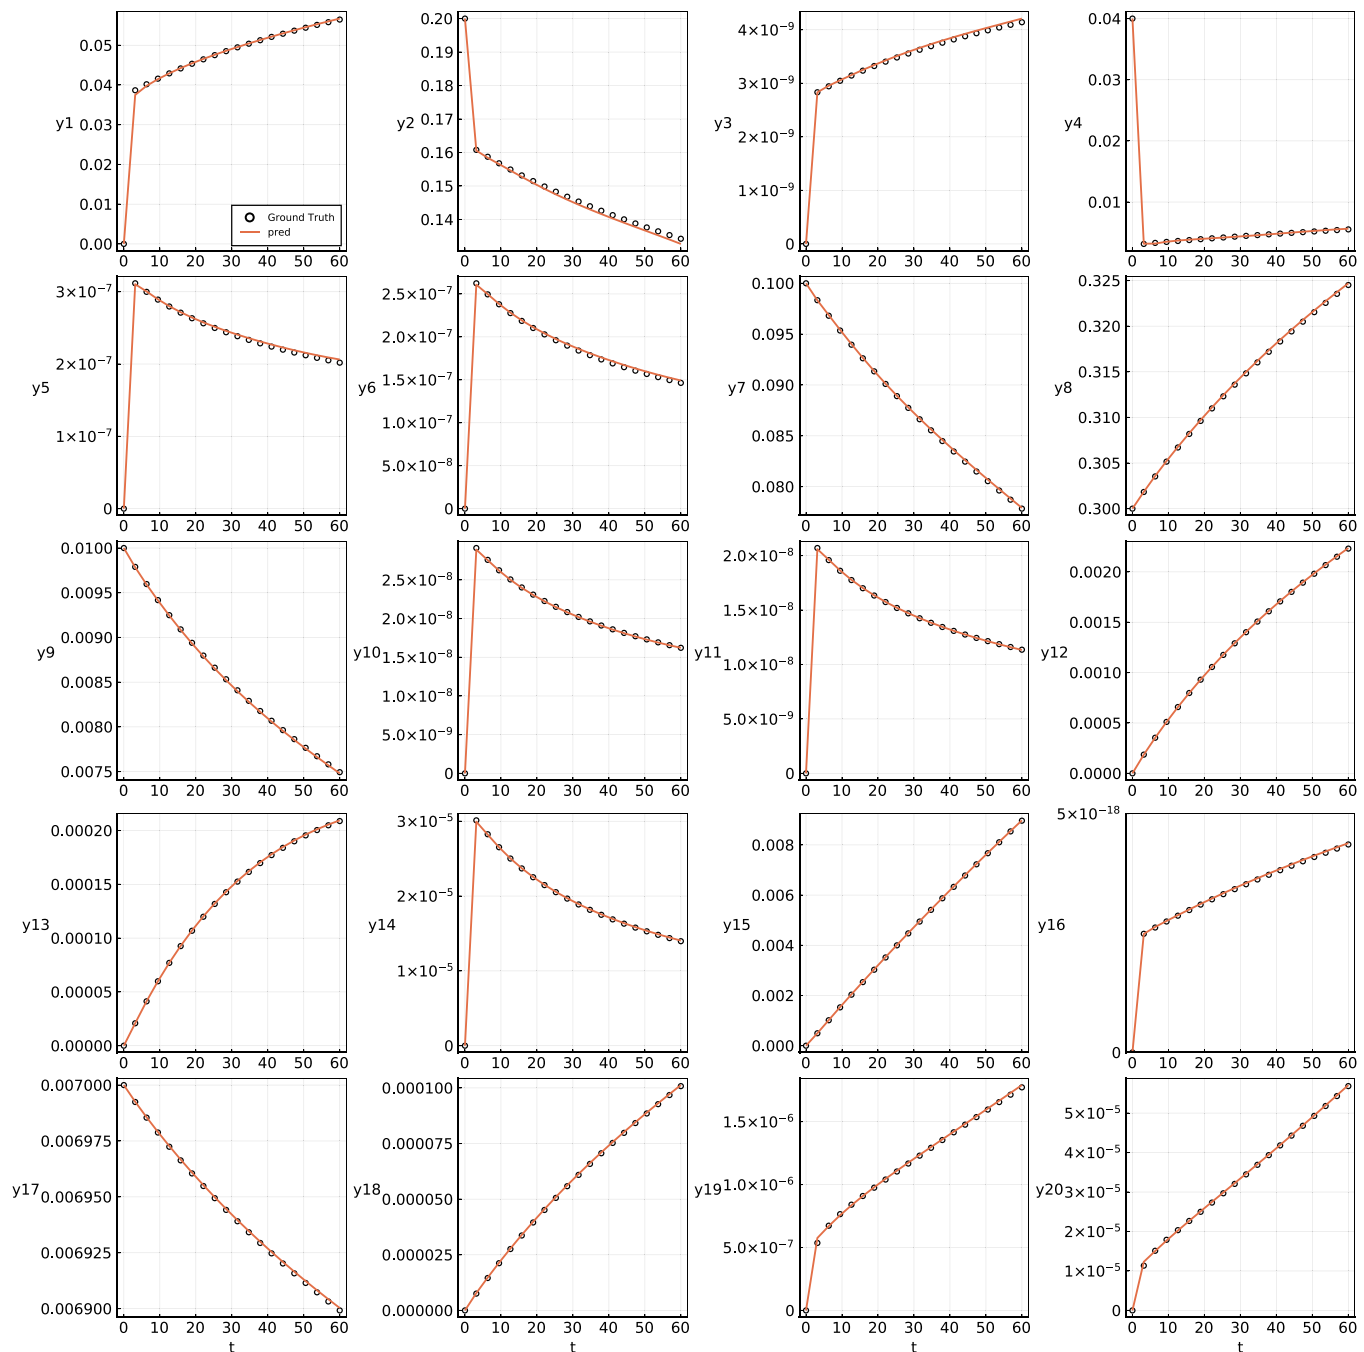 y1
0.05
0.04
0.03
0.02
0.01
0.00
Ground Truth
pred
0 10 20 30 40 50 60
y2
0.20
0.19
0.18
0.17
0.16
0.15
0.14
0 10 20 30 40 50 60
y3
4×10⁻⁹
3×10⁻⁹
2×10⁻⁹
1×10⁻⁹
0
0 10 20 30 40 50 60
y4
0.04
0.03
0.02
0.01
0 10 20 30 40 50 60
y5
3×10⁻⁷
2×10⁻⁷
1×10⁻⁷
0
0 10 20 30 40 50 60
y6
2.5×10⁻⁷
2.0×10⁻⁷
1.5×10⁻⁷
1.0×10⁻⁷
5.0×10⁻⁸
0
0 10 20 30 40 50 60
y7
0.100
0.095
0.090
0.085
0.080
0 10 20 30 40 50 60
y8
0.325
0.320
0.315
0.310
0.305
0.300
0 10 20 30 40 50 60
y9
0.0100
0.0095
0.0090
0.0085
0.0080
0.0075
0 10 20 30 40 50 60
y10
2.5×10⁻⁸
2.0×10⁻⁸
1.5×10⁻⁸
1.0×10⁻⁸
5.0×10⁻⁹
0
0 10 20 30 40 50 60
y11
2.0×10⁻⁸
1.5×10⁻⁸
1.0×10⁻⁸
5.0×10⁻⁹
0
0 10 20 30 40 50 60
y12
0.0020
0.0015
0.0010
0.0005
0.0000
0 10 20 30 40 50 60
y13
0.00020
0.00015
0.00010
0.00005
0.00000
0 10 20 30 40 50 60
y14
3×10⁻⁵
2×10⁻⁵
1×10⁻⁵
0
0 10 20 30 40 50 60
y15
0.008
0.006
0.004
0.002
0.000
0 10 20 30 40 50 60
y16
5×10⁻¹⁸
0
0 10 20 30 40 50 60
y17
0.007000
0.006975
0.006950
0.006925
0.006900
0 10 20 30 40 50 60
t
y18
0.000100
0.000075
0.000050
0.000025
0.000000
0 10 20 30 40 50 60
t
y19
1.5×10⁻⁶
1.0×10⁻⁶
5.0×10⁻⁷
0
0 10 20 30 40 50 60
t
y20
5×10⁻⁵
4×10⁻⁵
3×10⁻⁵
2×10⁻⁵
1×10⁻⁵
0
0 10 20 30 40 50 60
t